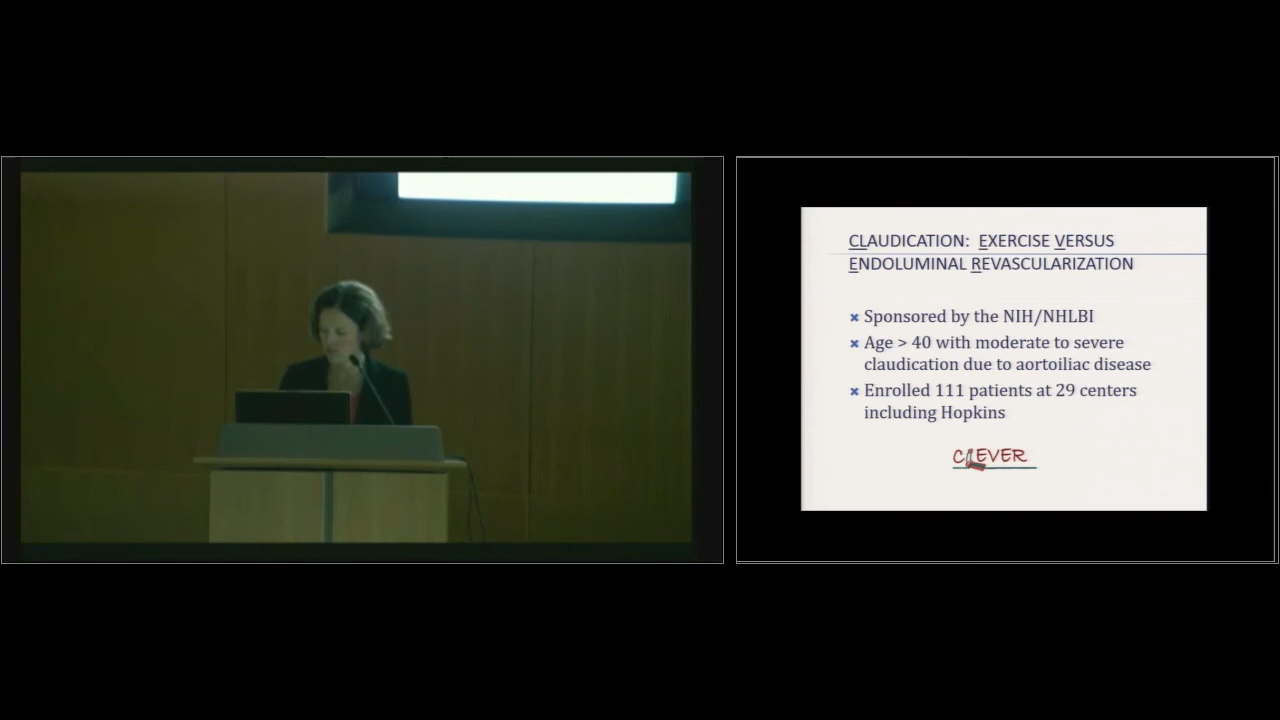 CLAUDICATION: EXERCISE VERSUS
ENDOLUMINAL REVASCULARIZATION
Sponsored by the NIH/NHLBI
Age > 40 with moderate to severe
claudication due to aortoiliac disease
Enrolled 111 patients at 29 centers
including Hopkins
CLEVER